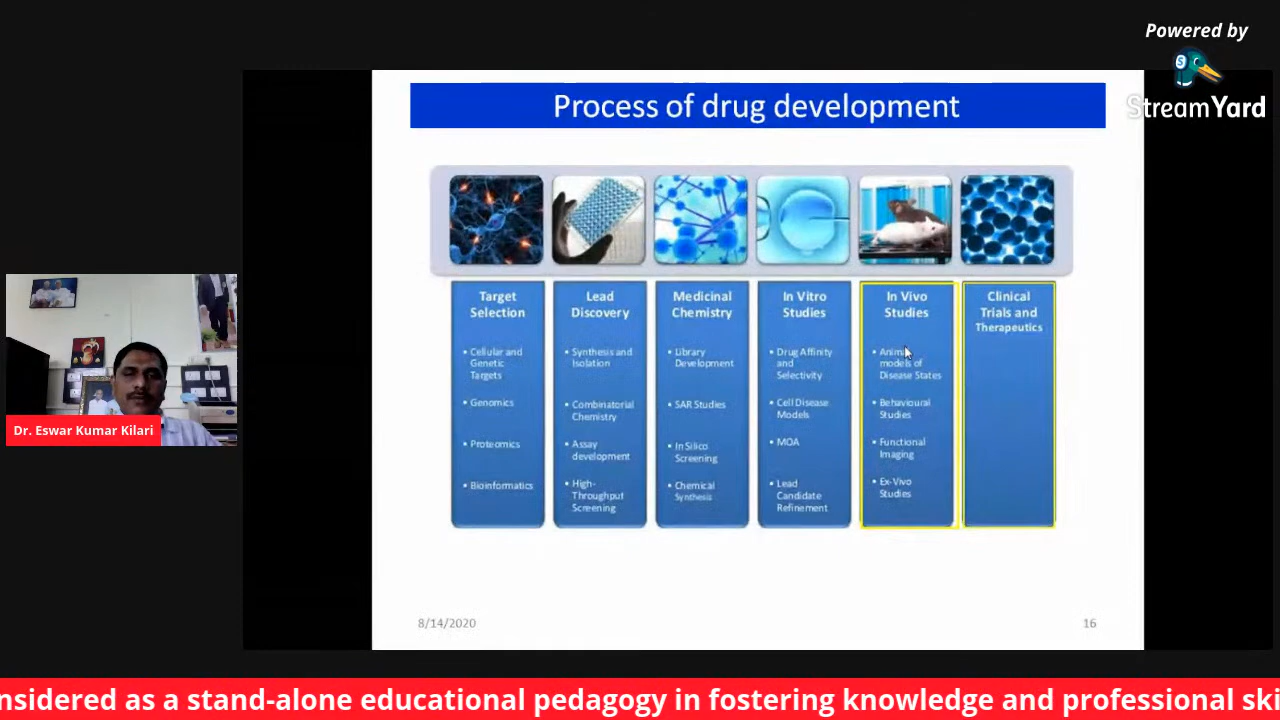 Powered by
StreamYard
Process of drug development
Target
Selection
• Cellular and
Genetic
Targets
• Genomics
• Proteomics
• Bioinformatics
Lead
Discovery
• Synthesis and
Isolation
• Combinatorial
Chemistry
• Assay
development
• High-
Throughput
Screening
Medicinal
Chemistry
• Library
Development
• SAR Studies
• In Silico
Screening
• Chemical
Synthesis
In Vitro
Studies
• Drug Affinity
and
Selectivity
• Cell Disease
Models
• MOA
• Lead
Candidate
Refinement
In Vivo
Studies
• Animal
models of
Disease States
• Behavioural
Studies
• Functional
Imaging
• Ex-Vivo
Studies
Clinical
Trials and
Therapeutics
Dr. Eswar Kumar Kilari
8/14/2020
16
nsidered as a stand-alone educational pedagogy in fostering knowledge and professional ski